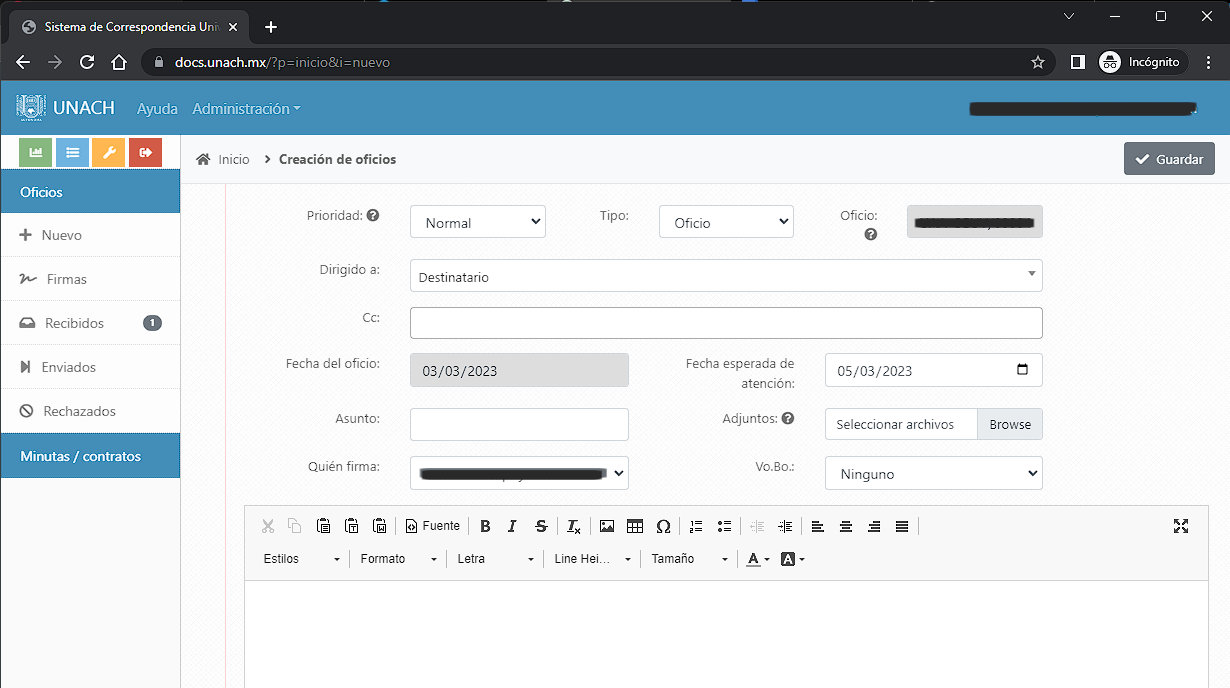 Sistema de Correspondencia Univ
docs.unach.mx/?p=inicio&i=nuevo
Incógnito
UNACH Ayuda Administración
Inicio > Creación de oficios
Guardar
Oficios
Nuevo
Firmas
Recibidos 1
Enviados
Rechazados
Minutas / contratos
Prioridad: Normal Tipo: Oficio Oficio:
Dirigido a: Destinatario
Cc:
Fecha del oficio: 03/03/2023 Fecha esperada de
atención: 05/03/2023
Asunto: Adjuntos: Seleccionar archivos Browse
Quién firma: Vo.Bo.: Ninguno
Fuente B I S Ix Ω
Estilos Formato Letra Line Hei... Tamaño A A